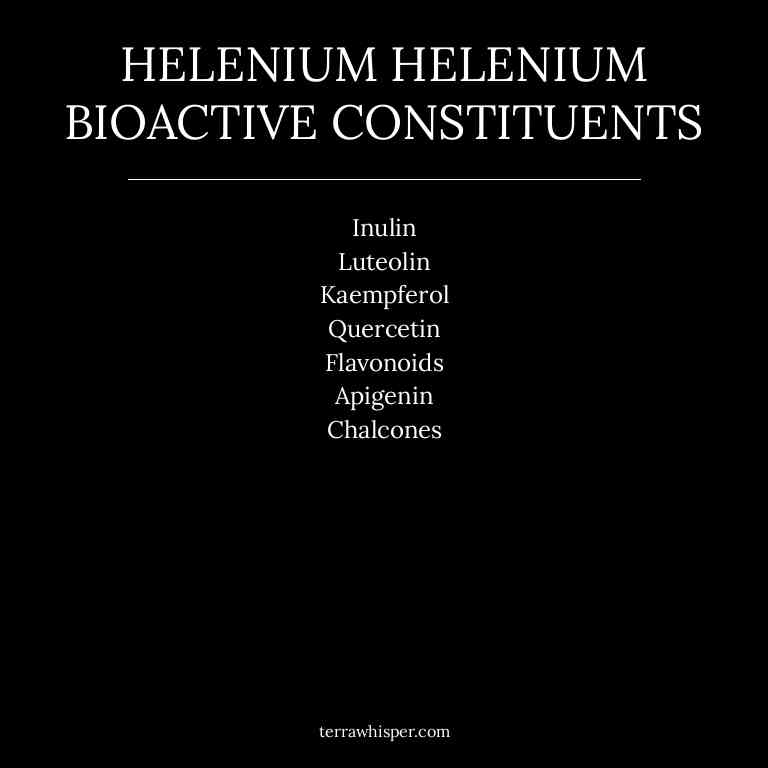 HELENIUM HELENIUM
BIOACTIVE CONSTITUENTS
Inulin
Luteolin
Kaempferol
Quercetin
Flavonoids
Apigenin
Chalcones
terrawhisper.com